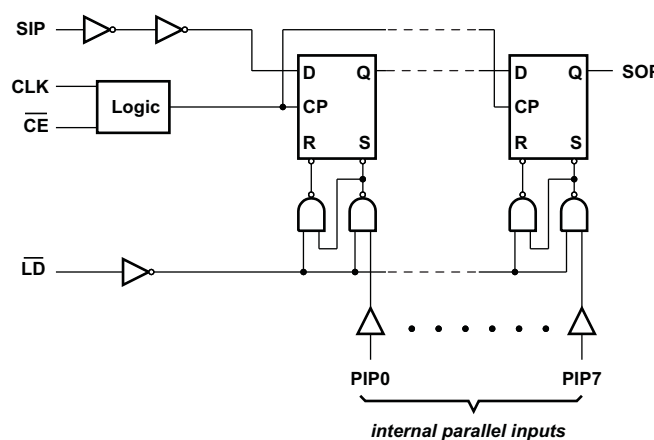 SIP
D Q D Q SOP
CLK
Logic CP CP
CE
R S R S
LD
PIP0 PIP7
internal parallel inputs